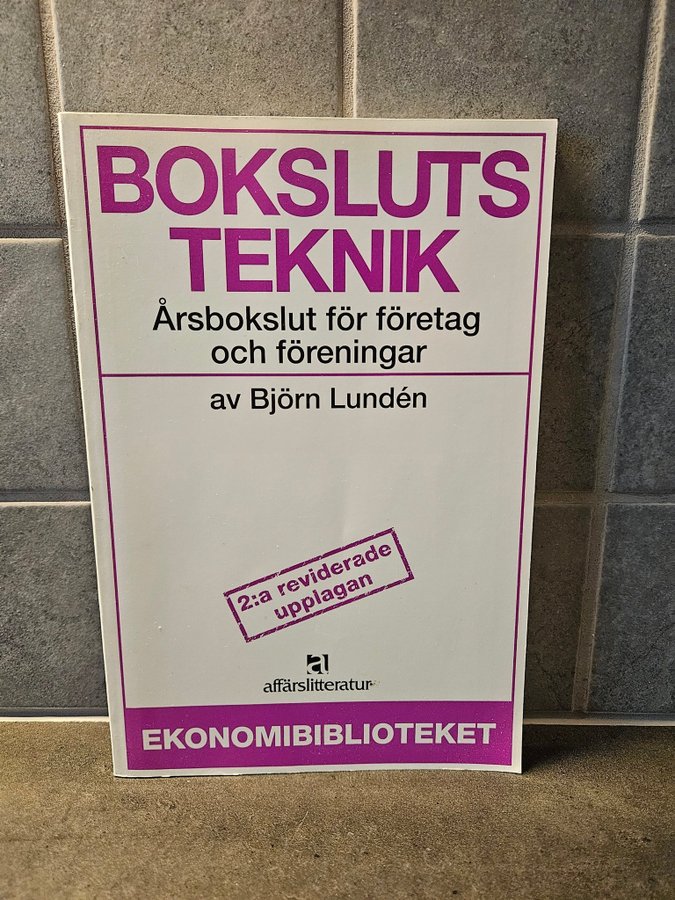 BOKSLUTS
TEKNIK
Årsbokslut för företag
och föreningar
av Björn Lundén
2:a reviderade
upplagan
a
affärslitteratur
EKONOMIBIBLIOTEKET